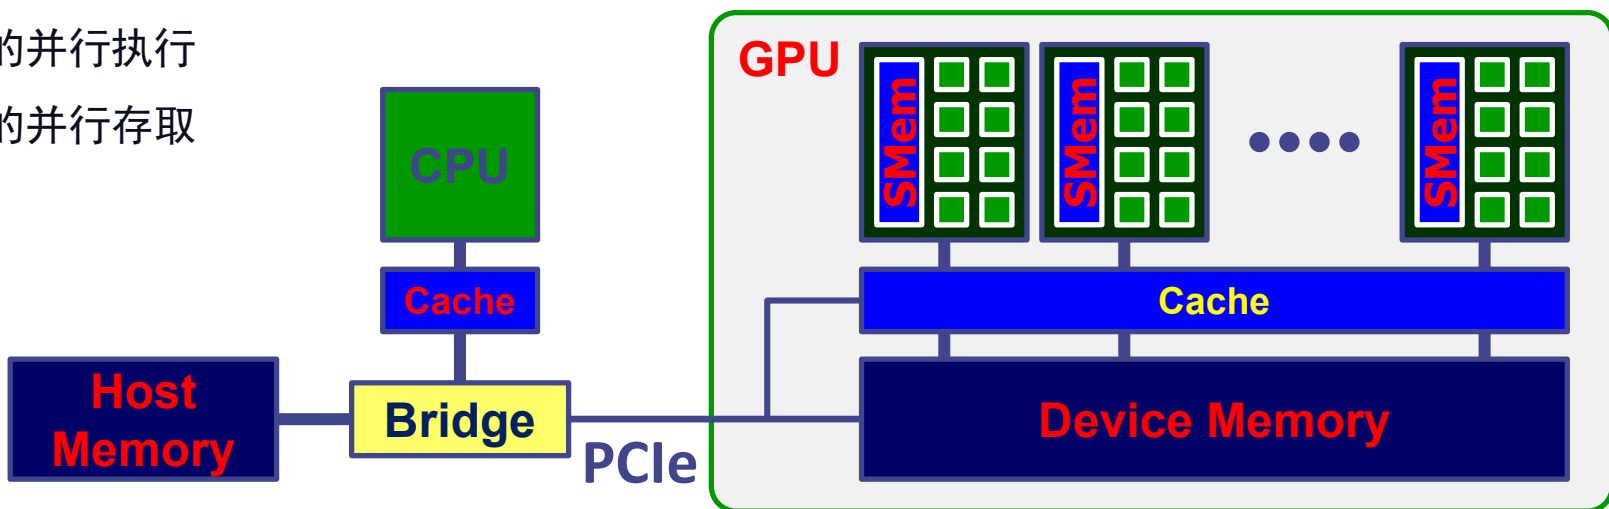 的并行执行
的并行存取
GPU
CPU
SMem
SMem
SMem
Cache
Cache
Host
Memory
Bridge
PCIe
Device Memory